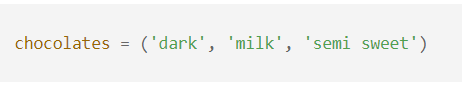 chocolates = ('dark', 'milk', 'semi sweet')